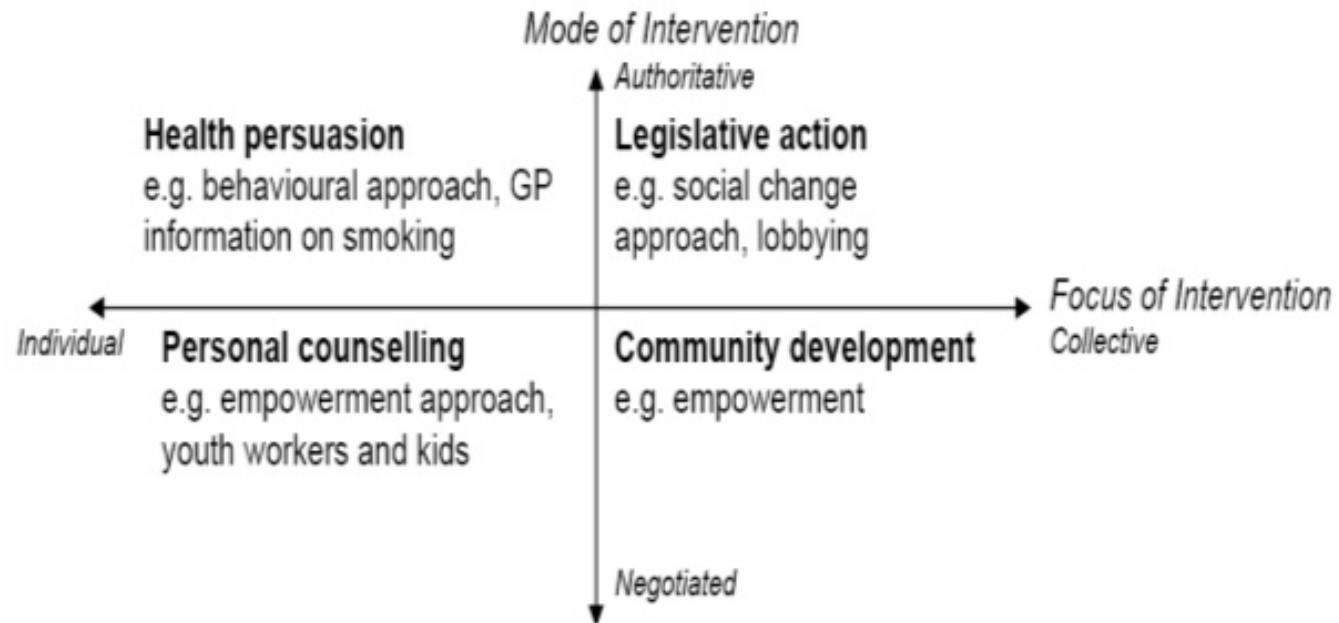 Mode of Intervention
Authoritative
Health persuasion
e.g. behavioural approach, GP
information on smoking
Legislative action
e.g. social change
approach, lobbying
Focus of Intervention
Collective
Individual
Personal counselling
e.g. empowerment approach,
youth workers and kids
Community development
e.g. empowerment
Negotiated